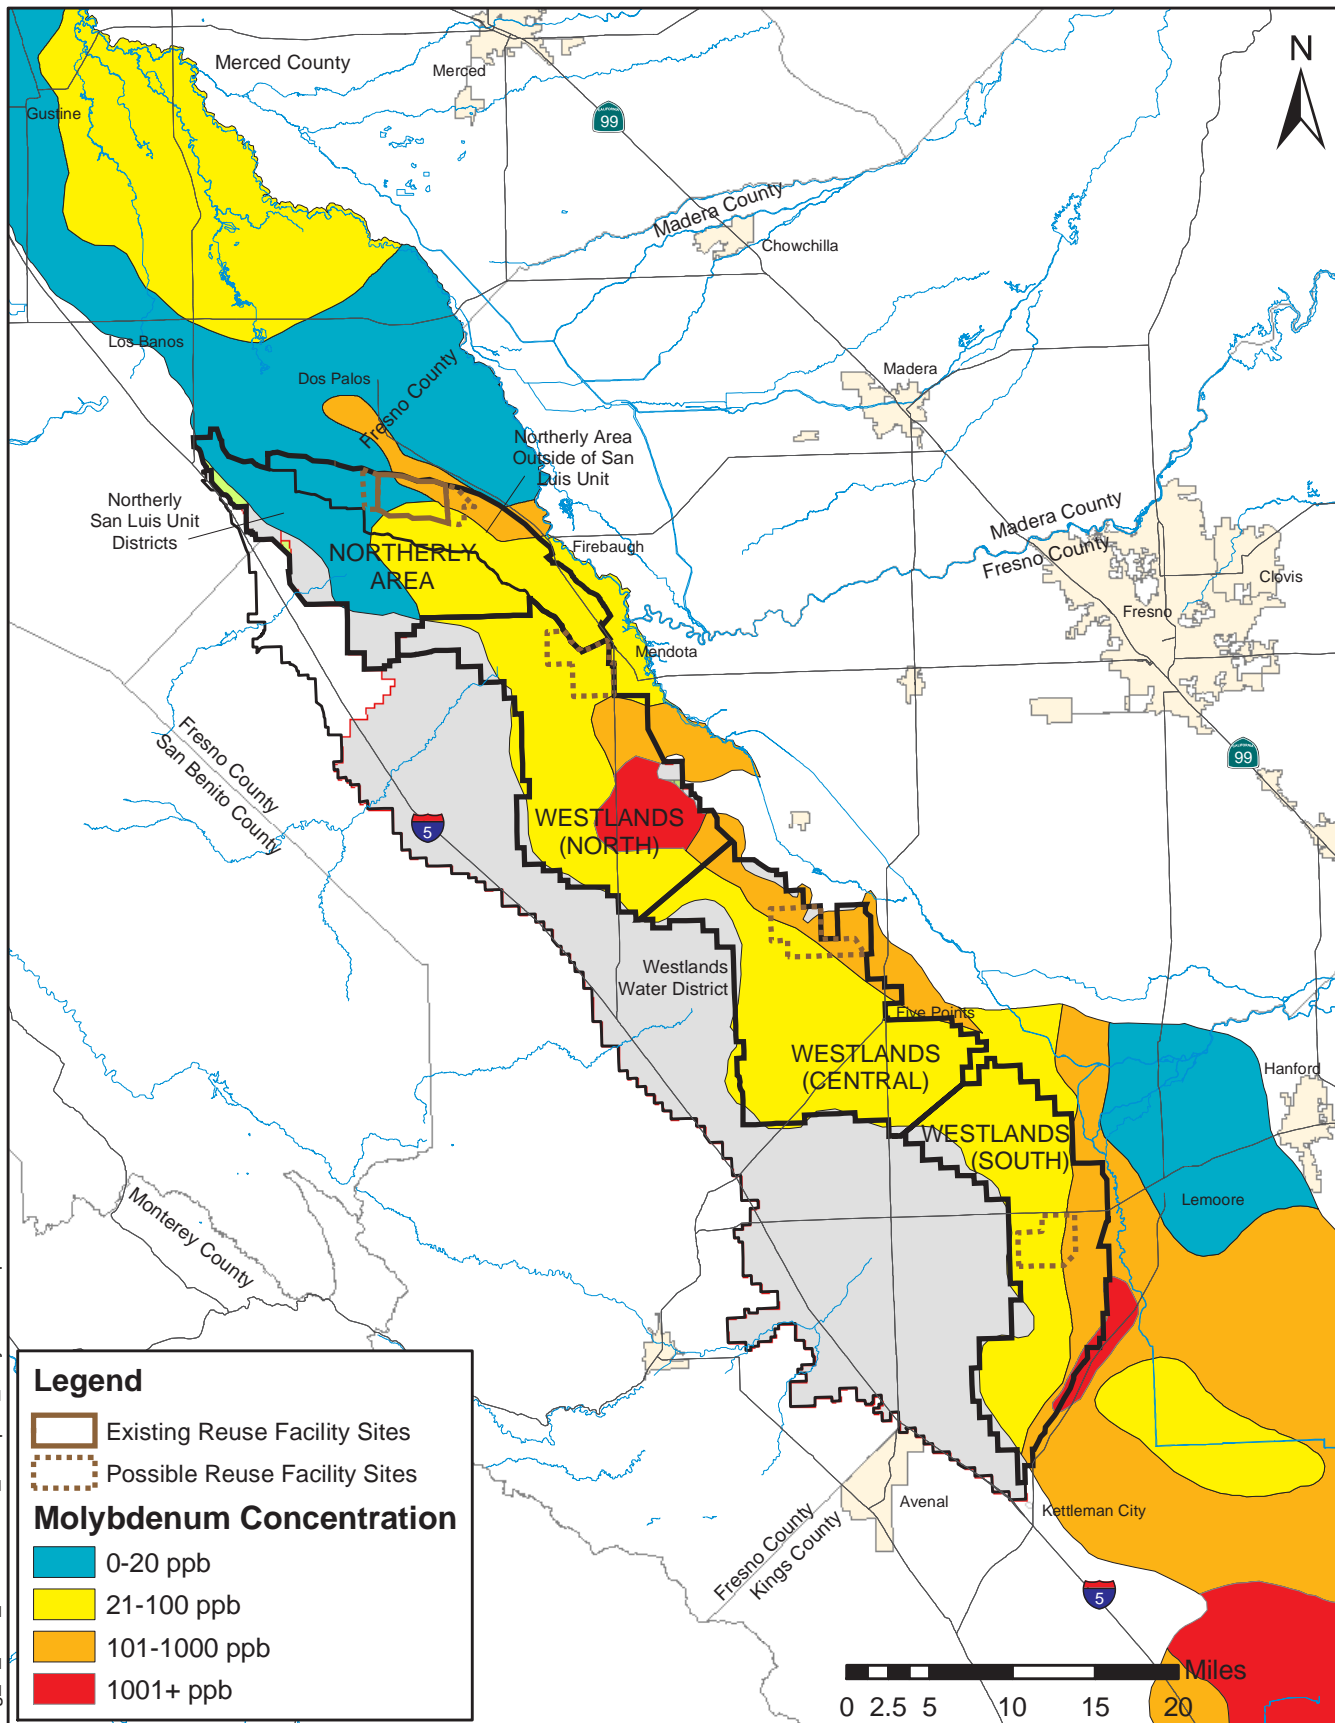 N
Merced County
Merced
CALIFORNIA
99
Gustine
Madera County
Chowchilla
Los Banos
Dos Palos
Fresno County
Madera
Northerly Area
Outside of San
Luis Unit
Northerly
San Luis Unit
Districts
NORTHERLY
AREA
Firebaugh
Madera County
Fresno County
Clovis
Fresno
Mendota
Fresno County
San Benito County
CALIFORNIA
99
5
WESTLANDS
(NORTH)
Westlands
Water District
Five Points
WESTLANDS
(CENTRAL)
Hanford
WESTLANDS
(SOUTH)
Lemoore
Monterey County
Avenal
Kettleman City
Fresno County
Kings County
5
Legend
Existing Reuse Facility Sites
Possible Reuse Facility Sites
Molybdenum Concentration
0-20 ppb
21-100 ppb
101-1000 ppb
1001+ ppb
Miles
0 2.5 5 10 15 20